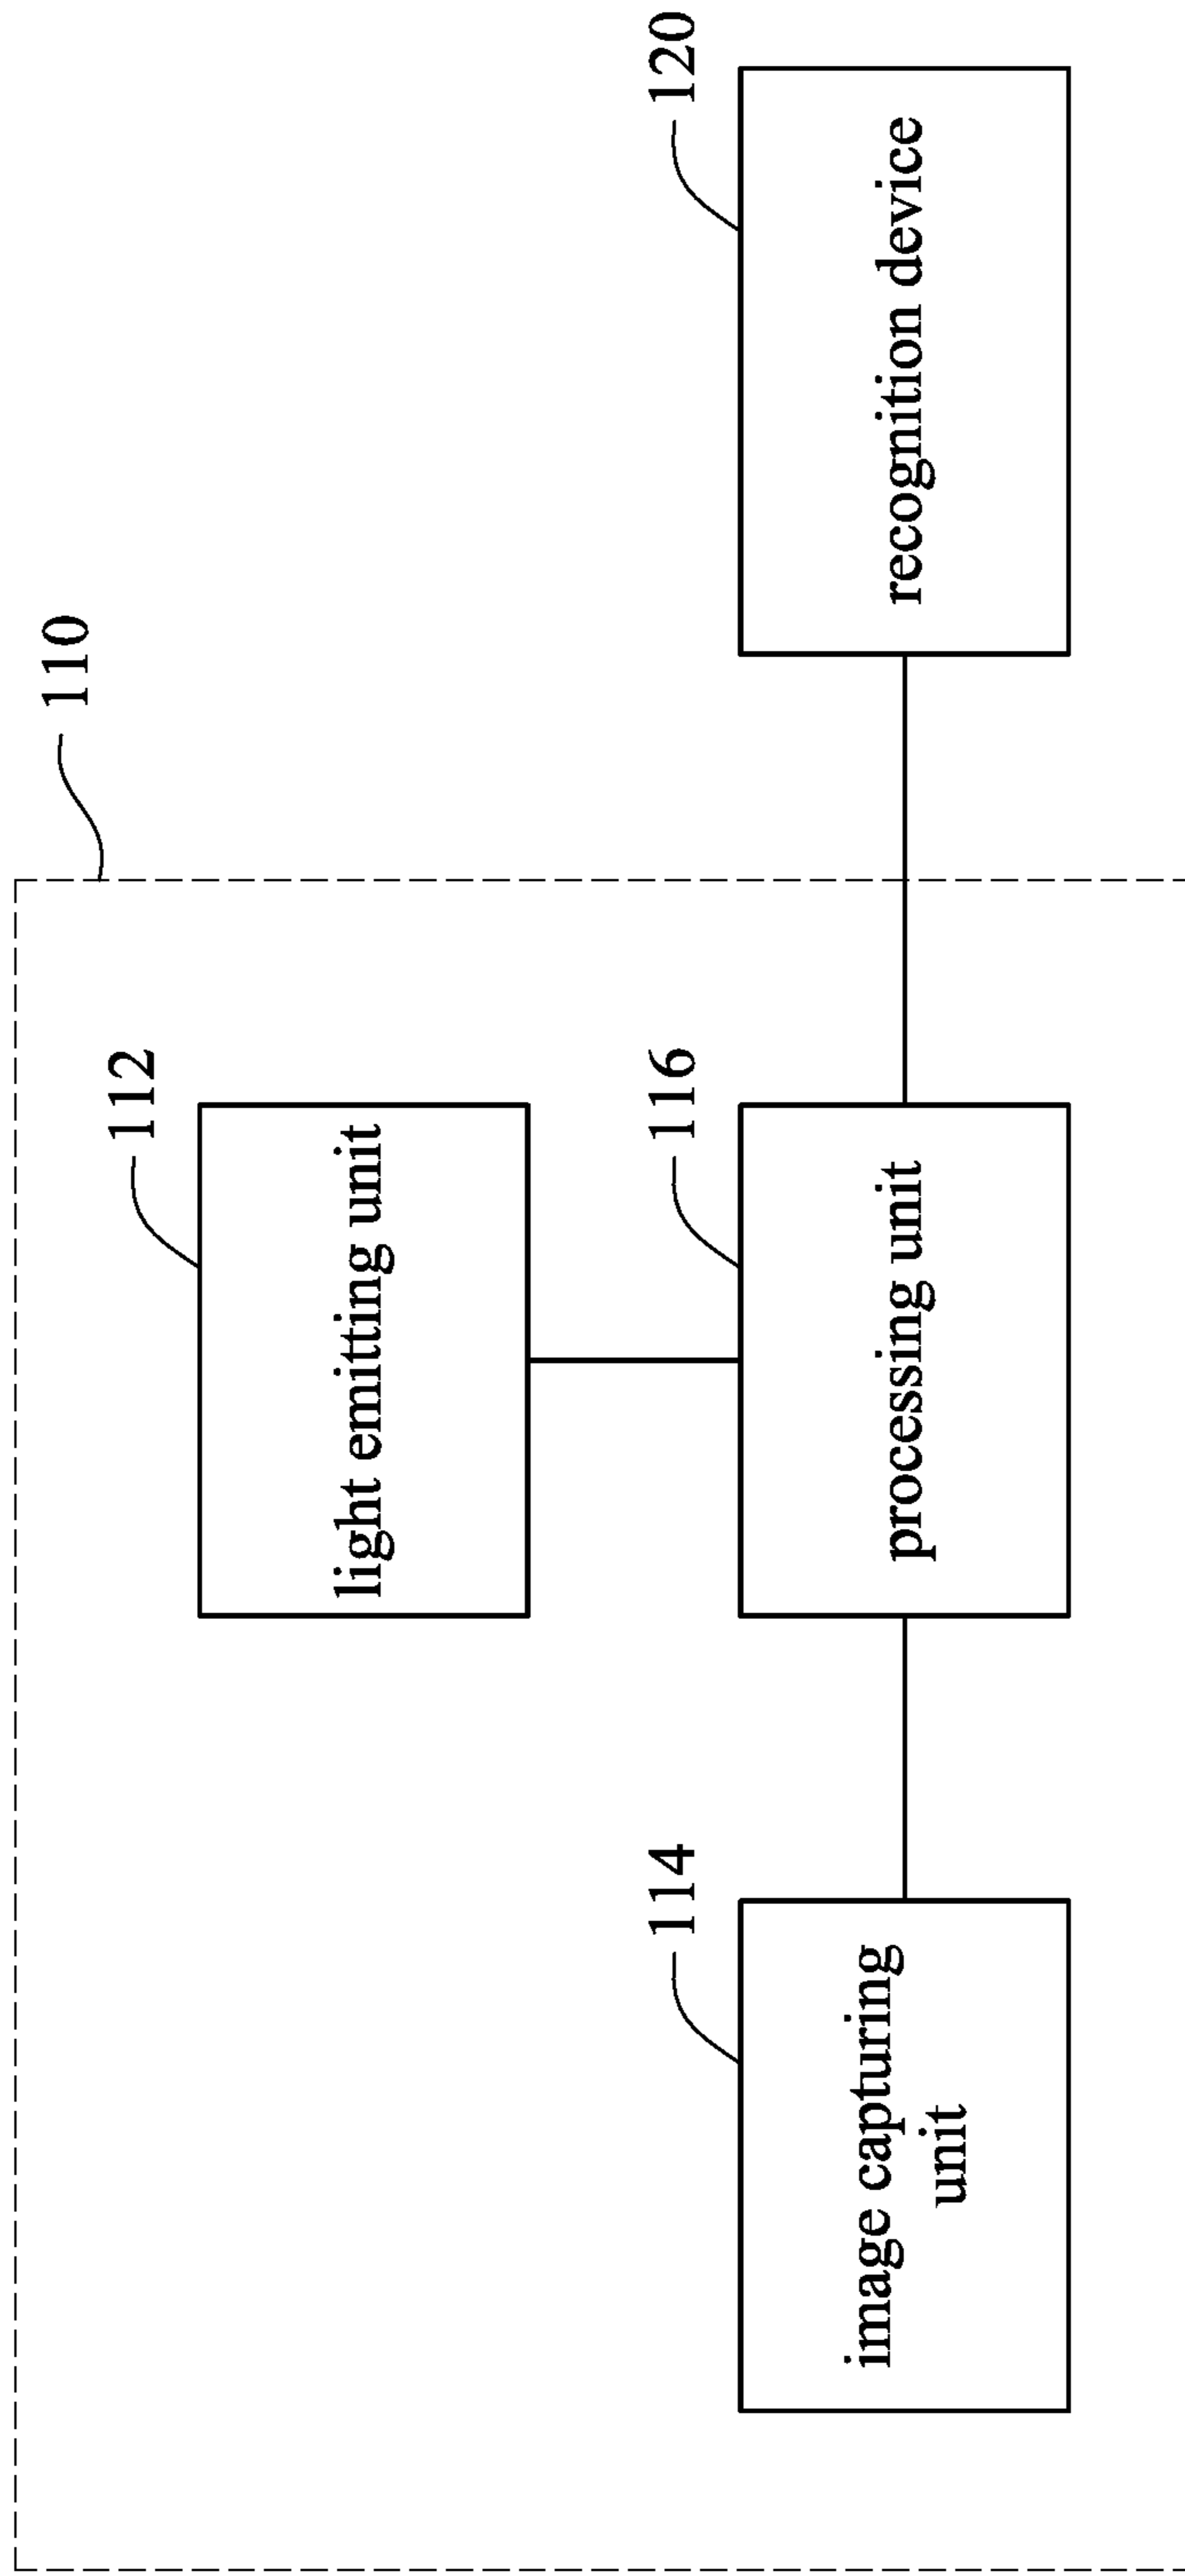 110
112
light emitting unit
114
image capturing
unit
116
processing unit
120
recognition device